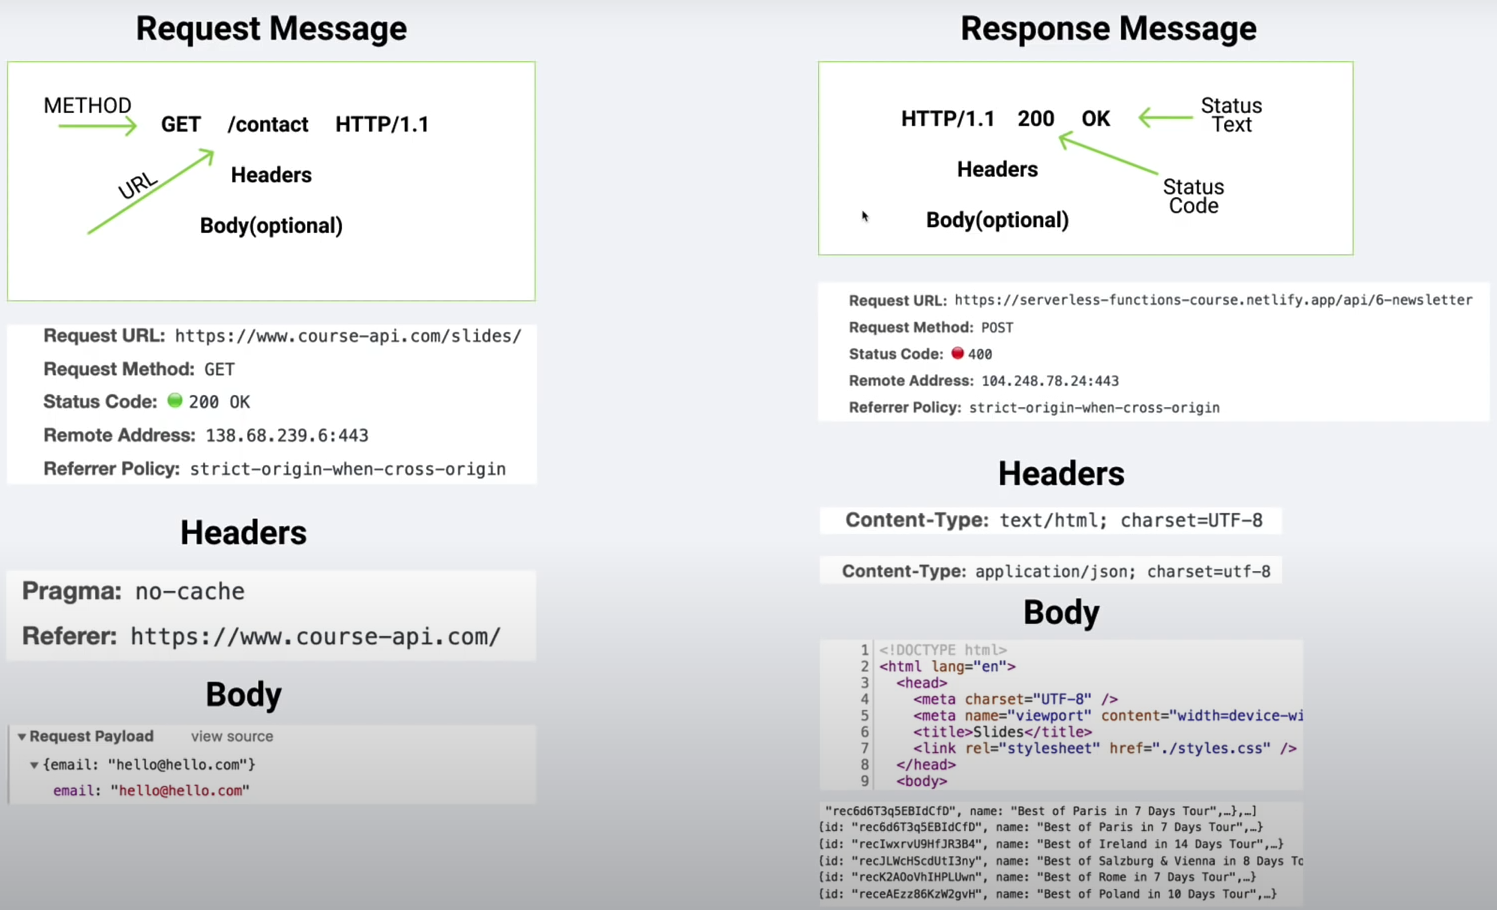 Request Message
METHOD
GET /contact HTTP/1.1
URL
Headers
Body(optional)
Request URL: https://www.course-api.com/slides/
Request Method: GET
Status Code: 200 OK
Remote Address: 138.68.239.6:443
Referrer Policy: strict-origin-when-cross-origin
Headers
Pragma: no-cache
Referer: https://www.course-api.com/
Body
Request Payload view source
{email: "hello@hello.com"}
email: "hello@hello.com"
Response Message
HTTP/1.1 200 OK
Status
Text
Headers
Status
Code
Body(optional)
Request URL: https://serverless-functions-course.netlify.app/api/6-newsletter
Request Method: POST
Status Code: 400
Remote Address: 104.248.78.24:443
Referrer Policy: strict-origin-when-cross-origin
Headers
Content-Type: text/html; charset=UTF-8
Content-Type: application/json; charset=utf-8
Body
1 <!DOCTYPE html>
2 <html lang="en">
3 <head>
4 <meta charset="UTF-8" />
5 <meta name="viewport" content="width=device-wi
6 <title>Slides</title>
7 <link rel="stylesheet" href="./styles.css" />
8 </head>
9 <body>
"rec6d6T3q5EBIdCfD", name: "Best of Paris in 7 Days Tour",…},…]
{id: "rec6d6T3q5EBIdCfD", name: "Best of Paris in 7 Days Tour",…}
{id: "recIwxrvU9HfJR3B4", name: "Best of Ireland in 14 Days Tour",…}
{id: "recJLWcHScdUtI3ny", name: "Best of Salzburg & Vienna in 8 Days To
{id: "recK2AOoVhIHPLUwn", name: "Best of Rome in 7 Days Tour",…}
{id: "receAEzz86KzW2gvH", name: "Best of Poland in 10 Days Tour",…}